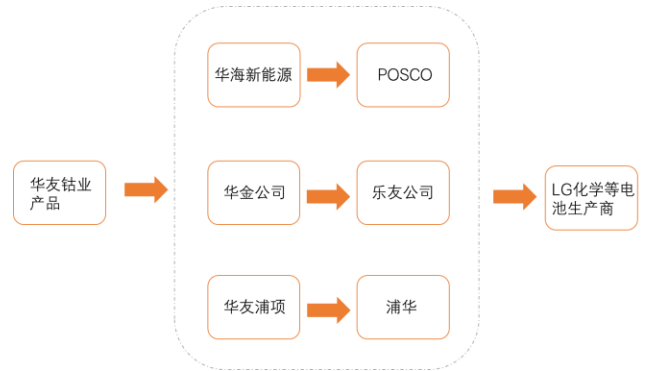 华海新能源
POSCO
华友钴业
产品
华金公司
乐友公司
LG化学等电
池生产商
华友浦项
浦华